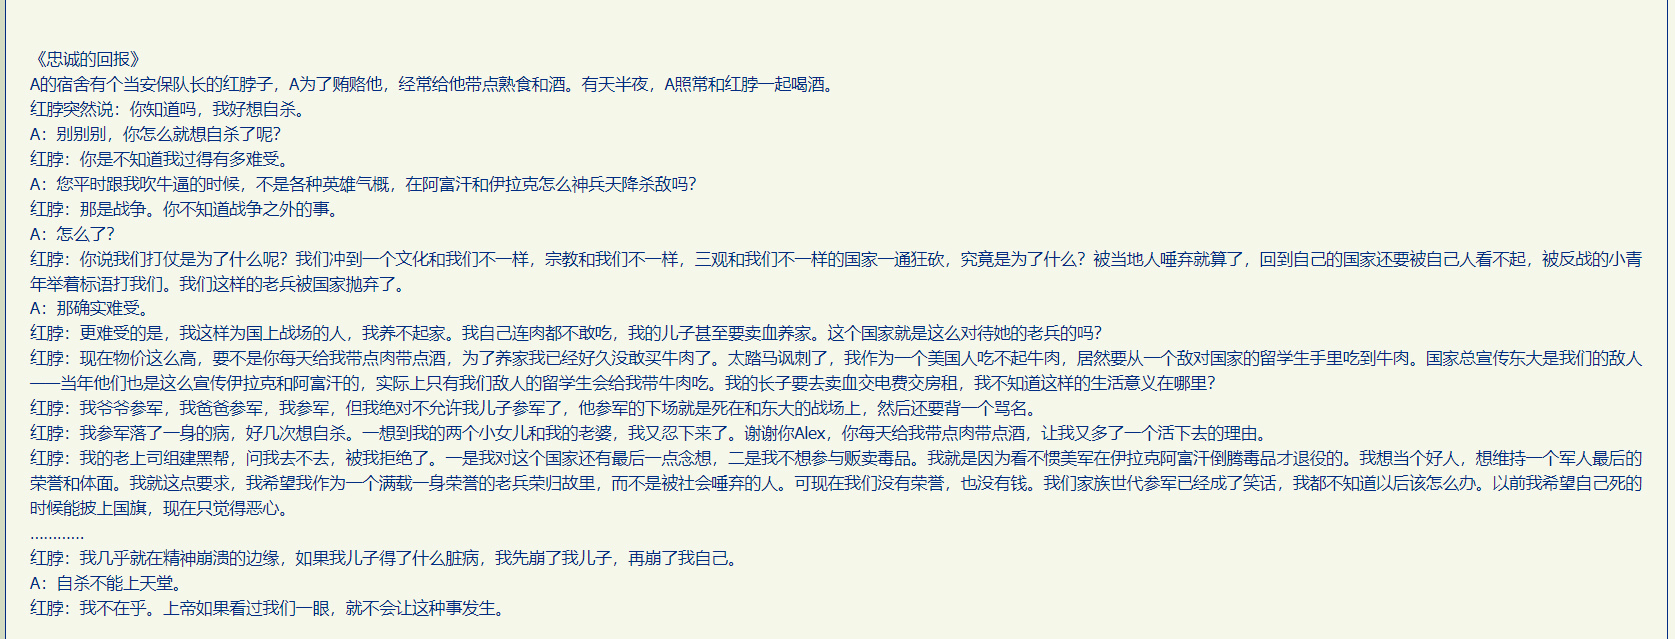 《忠诚的回报》
A的宿舍有个当安保队长的红脖子，A为了贿赂他，经常给他带点熟食和酒。有天半夜，A照常和红脖一起喝酒。
红脖突然说：你知道吗，我好想自杀。
A：别别别，你怎么就想自杀了呢？
红脖：你是不知道我过得有多难受。
A：您平时跟我吹牛逼的时候，不是各种英雄气概，在阿富汗和伊拉克怎么神兵天降杀敌吗？
红脖：那是战争。你不知道战争之外的事。
A：怎么了？
红脖：你说我们打仗是为了什么呢？我们冲到一个文化和我们不一样，宗教和我们不一样，三观和我们不一样的国家一通狂砍，究竟是为了什么？被当地人唾弃就算了，回到自己的国家还要被自己人看不起，被反战的小青
年举着标语打我们。我们这样的老兵被国家抛弃了。
A：那确实难受。
红脖：更难受的是，我这样为国上战场的人，我养不起家。我自己连肉都不敢吃，我的儿子甚至要卖血养家。这个国家就是这么对待她的老兵的吗？
红脖：现在物价这么高，要不是你每天给我带点肉带点酒，为了养家我已经好久没敢买牛肉了。太踏马讽刺了，我作为一个美国人吃不起牛肉，居然要从一个敌对国家的留学生手里吃到牛肉。国家总宣传东大是我们的敌人
——当年他们也是这么宣传伊拉克和阿富汗的，实际上只有我们敌人的留学生会给我带牛肉吃。我的长子要去卖血交电费交房租，我不知道这样的生活意义在哪里？
红脖：我爷爷参军，我爸爸参军，我参军，但我绝对不允许我儿子参军了，他参军的下场就是死在和东大的战场上，然后还要背一个骂名。
红脖：我参军落了一身的病，好几次想自杀。一想到我的两个小女儿和我的老婆，我又忍下来了。谢谢你Alex，你每天给我带点肉带点酒，让我又多了一个活下去的理由。
红脖：我的老上司组建黑帮，问我去不去，被我拒绝了。一是我对这个国家还有最后一点念想，二是我不想参与贩卖毒品。我就是因为看不惯美军在伊拉克阿富汗倒腾毒品才退役的。我想当个好人，想维持一个军人最后的
荣誉和体面。我就这点要求，我希望我作为一个满载一身荣誉的老兵荣归故里，而不是被社会唾弃的人。可现在我们没有荣誉，也没有钱。我们家族世代参军已经成了笑话，我都不知道以后该怎么办。以前我希望自己死的
时候能披上国旗，现在只觉得恶心。
…………
红脖：我几乎就在精神崩溃的边缘，如果我儿子得了什么脏病，我先崩了我儿子，再崩了我自己。
A：自杀不能上天堂。
红脖：我不在乎。上帝如果看过我们一眼，就不会让这种事发生。